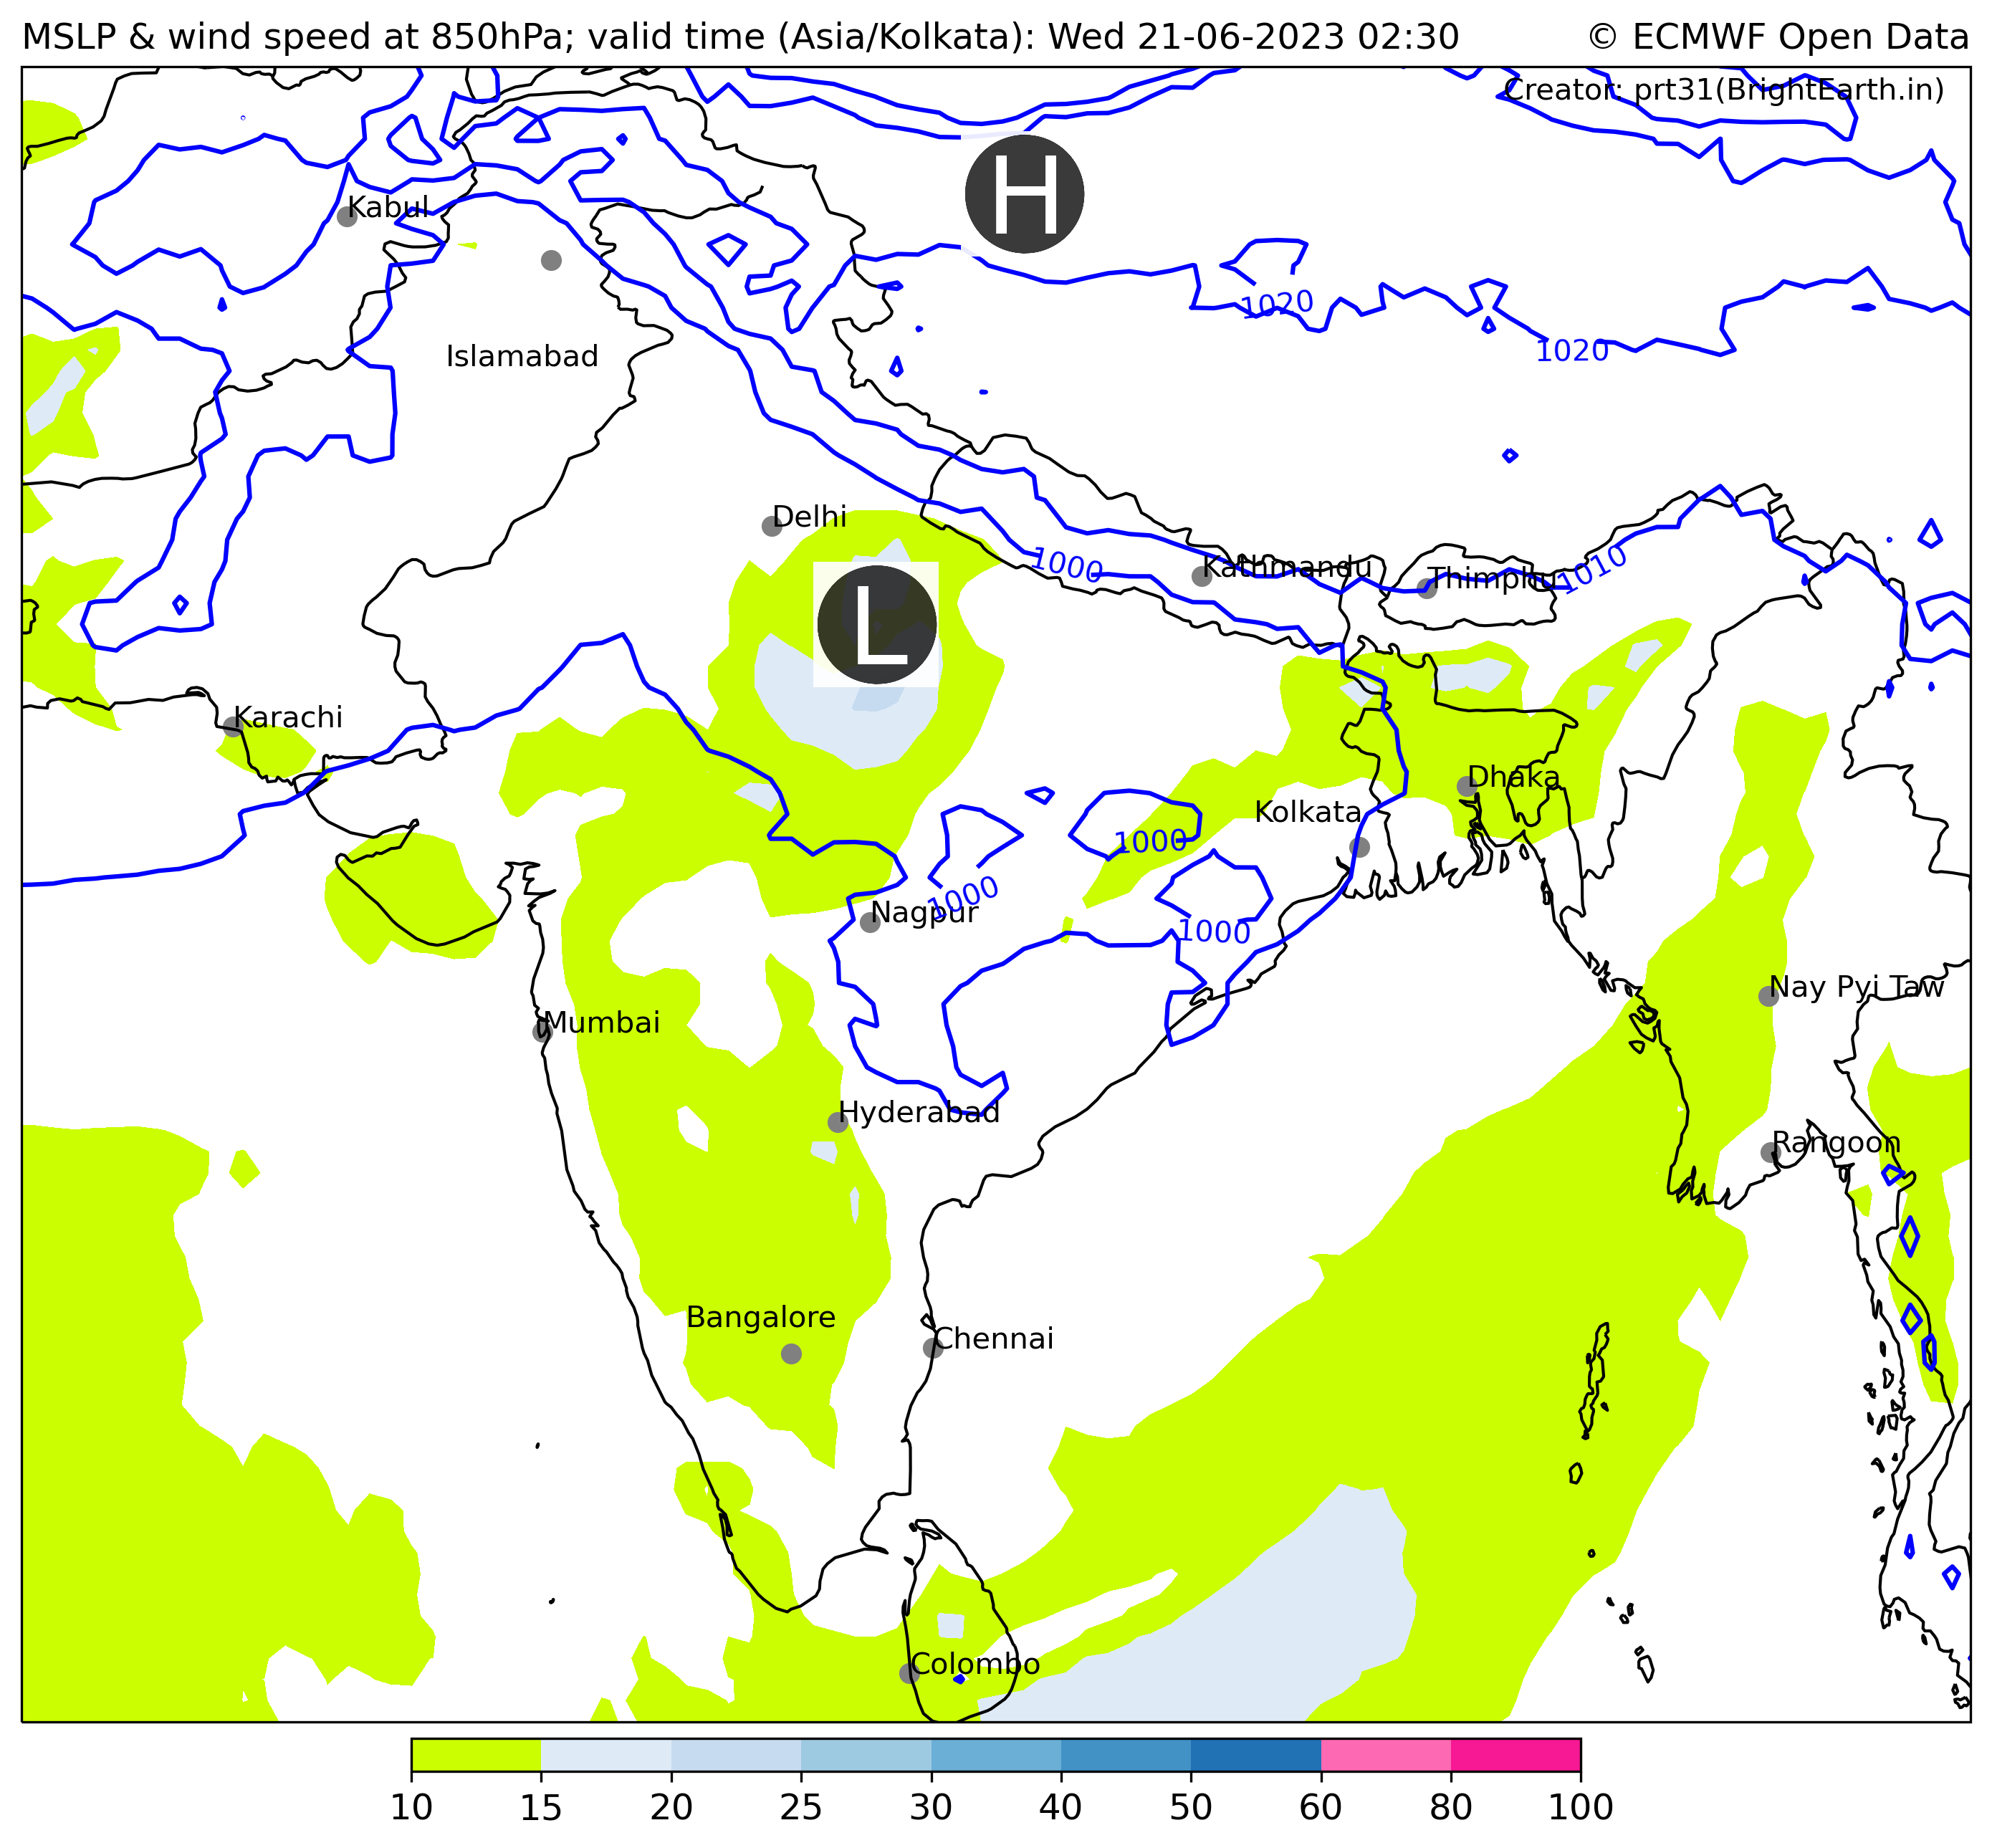 MSLP & wind speed at 850hPa; valid time (Asia/Kolkata): Wed 21-06-2023 02:30
© ECMWF Open Data
Creator: prt31(BrightEarth.in)
H
Kabul
1020
1020
Islamabad
Delhi
1000
Kathmandu
Thimphu
1010
L
Karachi
Dhaka
Kolkata
1000
1000
Nagpur
1000
Nay Pyi Taw
Mumbai
Hyderabad
Rangoon
Bangalore
Chennai
Colombo
10 15 20 25 30 40 50 60 80 100